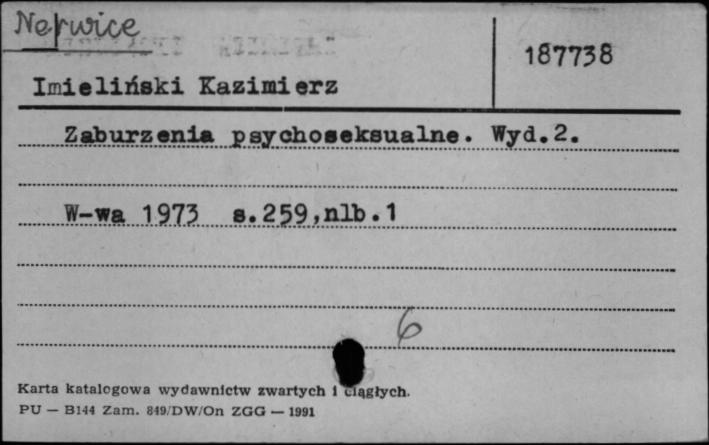 Nerwice
187738
Imieliński Kazimierz
Zaburzenia psychoseksualne. Wyd.2.
W-wa 1973 s.259,nlb.1
6
Karta katalogowa wydawnictw zwartych i ciągłych.
PU — B144 Zam. 849/DW/On ZGG — 1991